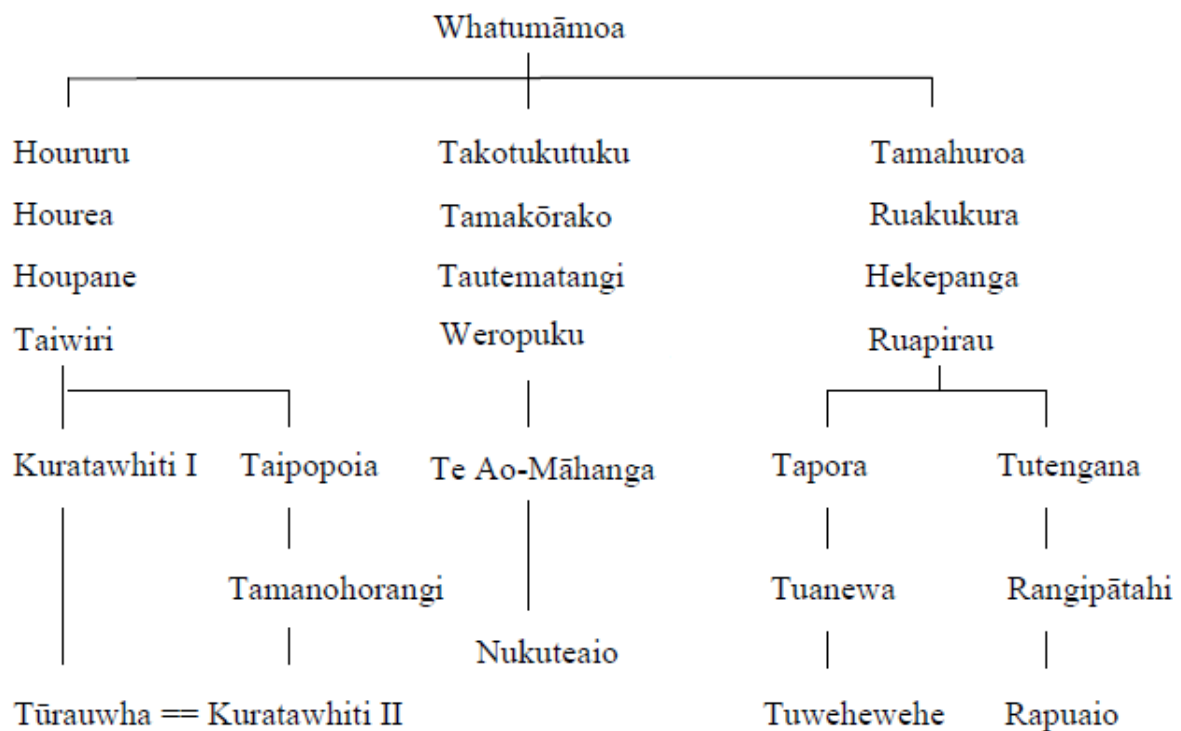 Whatumāmoa
Houruru Takotukutuku Tamahuroa
Hourea Tamakōrako Ruakukura
Houpane Tautematangi Hekepanga
Taiwiri Weropuku Ruapirau
Kuratawhiti I Taipopoia Te Ao-Māhanga Tapora Tutengana
Tamanohorangi Tuanewa Rangipātahi
Nukuteaio
Tūrauwha == Kuratawhiti II Tuwehewehe Rapuaio